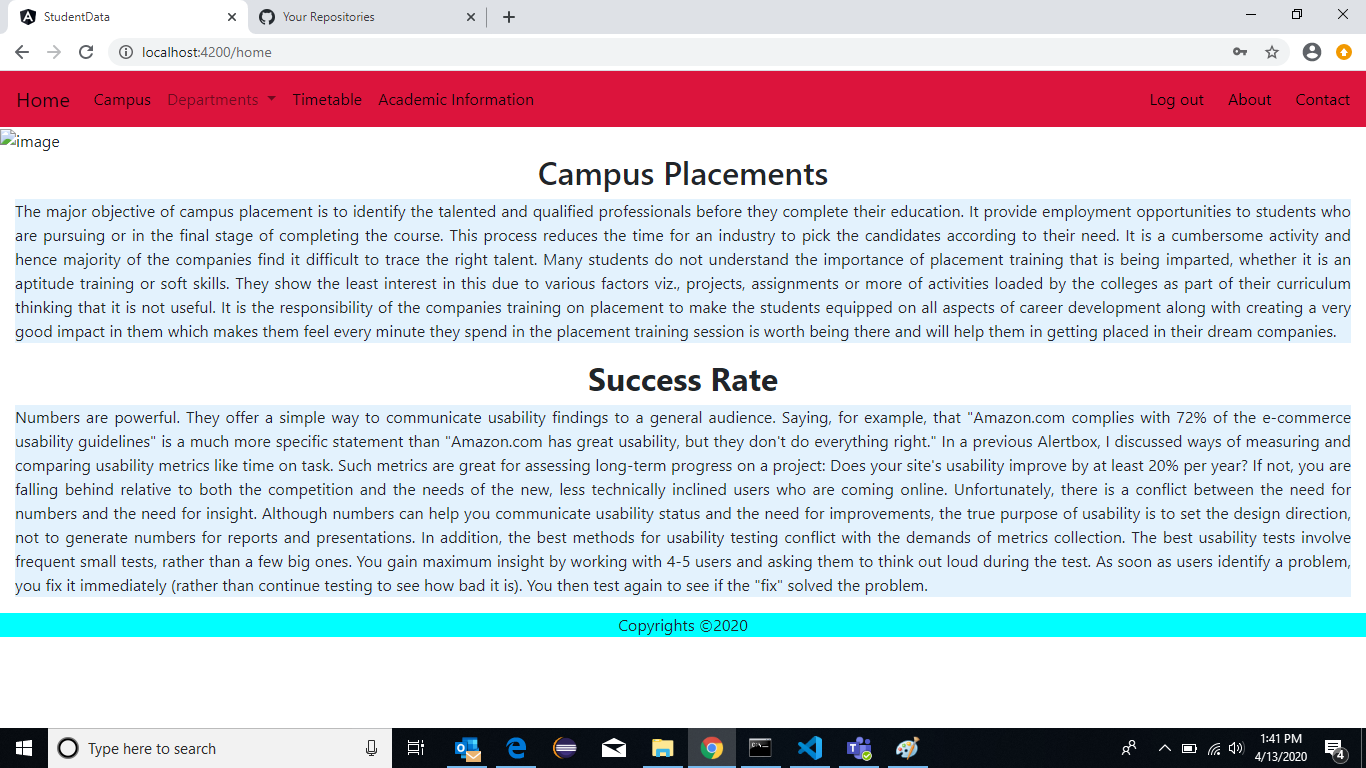 StudentData
Your Repositories
localhost:4200/home
Home Campus Departments Timetable Academic Information Log out About Contact
image
Campus Placements
The major objective of campus placement is to identify the talented and qualified professionals before they complete their education. It provide employment opportunities to students who
are pursuing or in the final stage of completing the course. This process reduces the time for an industry to pick the candidates according to their need. It is a cumbersome activity and
hence majority of the companies find it difficult to trace the right talent. Many students do not understand the importance of placement training that is being imparted, whether it is an
aptitude training or soft skills. They show the least interest in this due to various factors viz., projects, assignments or more of activities loaded by the colleges as part of their curriculum
thinking that it is not useful. It is the responsibility of the companies training on placement to make the students equipped on all aspects of career development along with creating a very
good impact in them which makes them feel every minute they spend in the placement training session is worth being there and will help them in getting placed in their dream companies.
Success Rate
Numbers are powerful. They offer a simple way to communicate usability findings to a general audience. Saying, for example, that "Amazon.com complies with 72% of the e-commerce
usability guidelines" is a much more specific statement than "Amazon.com has great usability, but they don't do everything right." In a previous Alertbox, I discussed ways of measuring and
comparing usability metrics like time on task. Such metrics are great for assessing long-term progress on a project: Does your site's usability improve by at least 20% per year? If not, you are
falling behind relative to both the competition and the needs of the new, less technically inclined users who are coming online. Unfortunately, there is a conflict between the need for
numbers and the need for insight. Although numbers can help you communicate usability status and the need for improvements, the true purpose of usability is to set the design direction,
not to generate numbers for reports and presentations. In addition, the best methods for usability testing conflict with the demands of metrics collection. The best usability tests involve
frequent small tests, rather than a few big ones. You gain maximum insight by working with 4-5 users and asking them to think out loud during the test. As soon as users identify a problem,
you fix it immediately (rather than continue testing to see how bad it is). You then test again to see if the "fix" solved the problem.
Copyrights ©2020
Type here to search
1:41 PM
4/13/2020
4